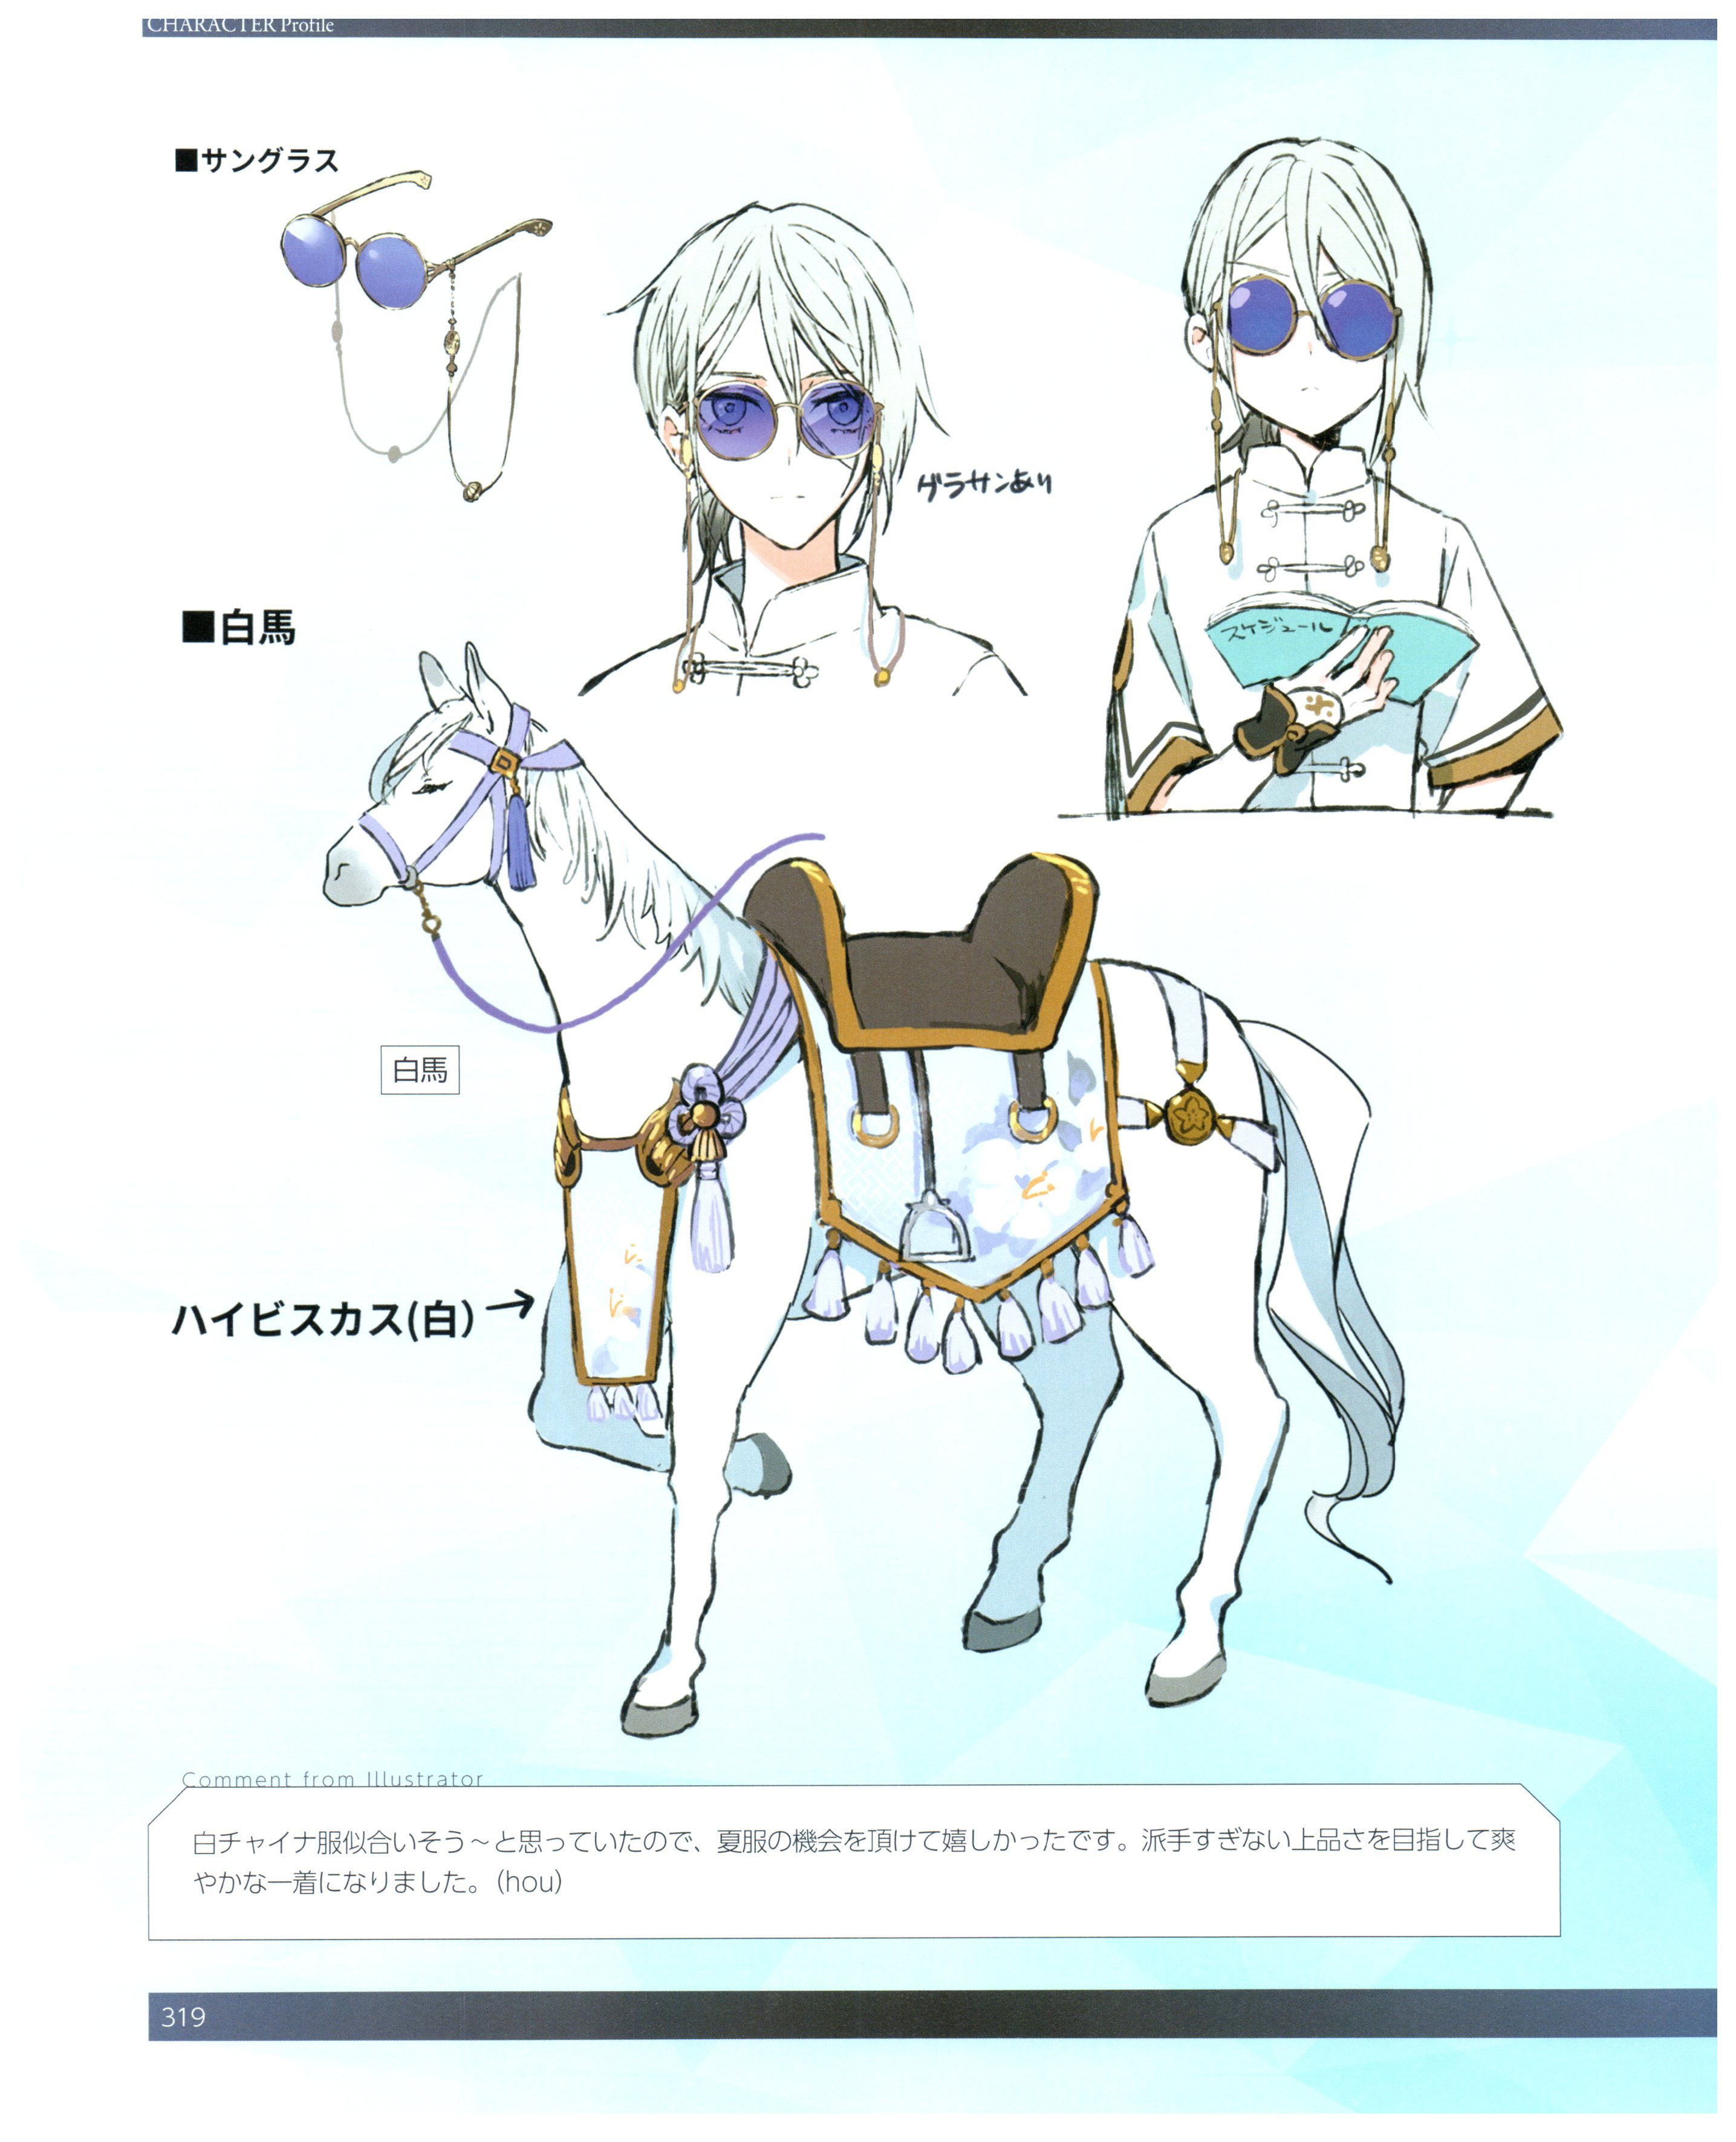 CHARACTER Profile
■サングラス
グラサンあり
スケジュール
■白馬
白馬
ハイビスカス(白)→
Comment from Illustrator
白チャイナ服似合いそう～と思っていたので、夏服の機会を頂けて嬉しかったです。派手すぎない上品さを目指して爽
やかな一着になりました。（hou）
319